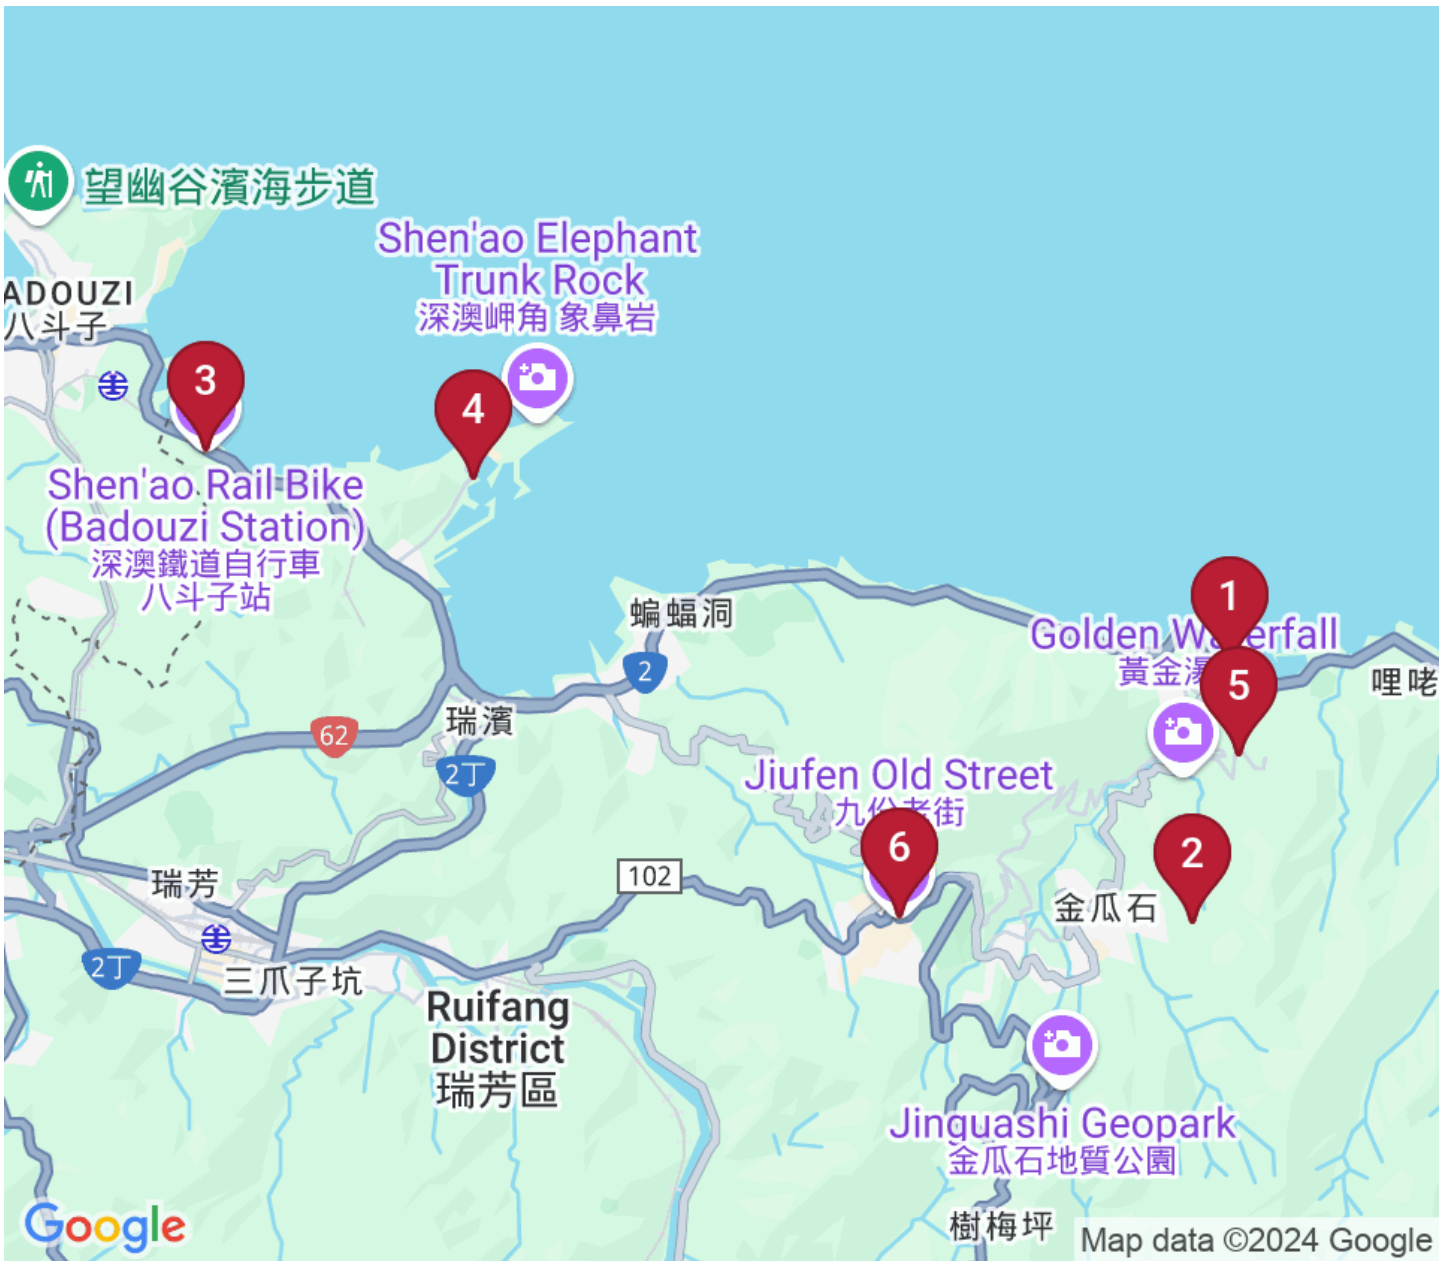 望幽谷濱海步道
Shen'ao Elephant
Trunk Rock
深澳岬角 象鼻岩
ADOUZI
八斗子
3
4
Shen'ao Rail Bike
(Badouzi Station)
深澳鐵道自行車
八斗子站
蝙蝠洞
2
1
Golden W erfall
黃金瀑
5
哩咾
瑞濱
62
2丁
Jiufen Old Street
九份老街
6
2
102
瑞芳
金瓜石
2丁
三爪子坑
Ruifang
District
瑞芳區
Jinguashi Geopark
金瓜石地質公園
樹梅坪
Google
Map data ©2024 Google